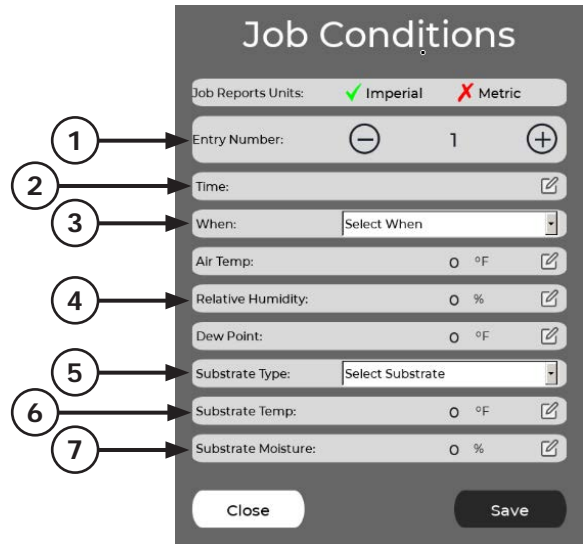 Job Conditions
Job Reports Units: Imperial Metric
1 Entry Number: 1
2 Time:
3 When: Select When
Air Temp: 0 °F
4 Relative Humidity: 0 %
Dew Point: 0 °F
5 Substrate Type: Select Substrate
6 Substrate Temp: 0 °F
7 Substrate Moisture: 0 %
Close Save